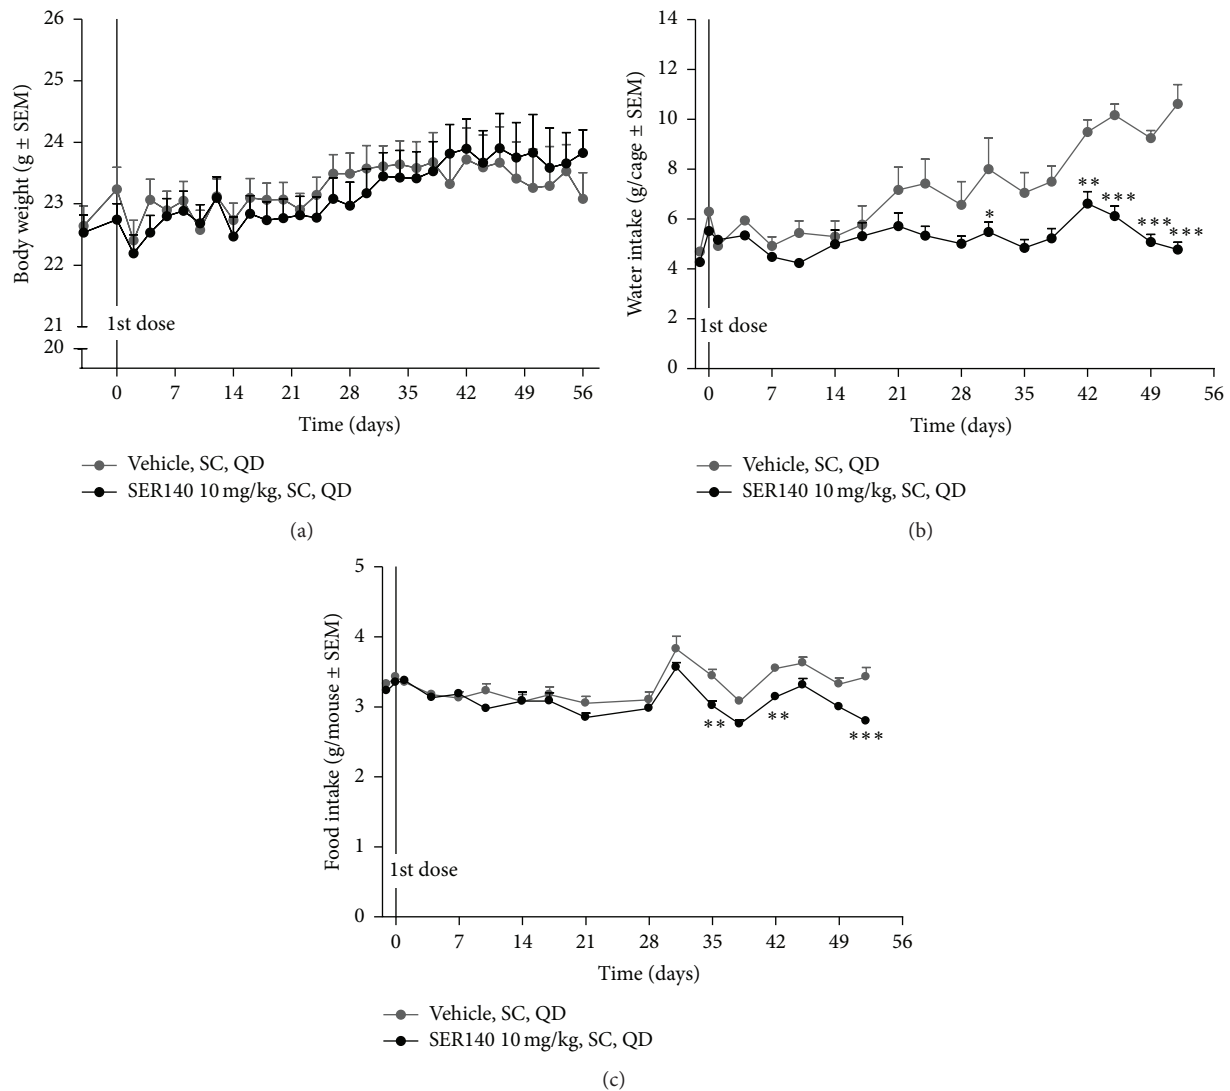 26
25
24
23
22
21
20
Body weight (g ± SEM)
1st dose
0 7 14 21 28 35 42 49 56
Time (days)
Vehicle, SC, QD
SER140 10 mg/kg, SC, QD
(a)
14
12
10
8
6
4
2
0
Water intake (g/cage ± SEM)
*
**
***
***
***
1st dose
0 7 14 21 28 35 42 49 56
Time (days)
Vehicle, SC, QD
SER140 10 mg/kg, SC, QD
(b)
5
4
3
2
1
0
Food intake (g/mouse ± SEM)
** **
***
1st dose
0 7 14 21 28 35 42 49 56
Time (days)
Vehicle, SC, QD
SER140 10 mg/kg, SC, QD
(c)